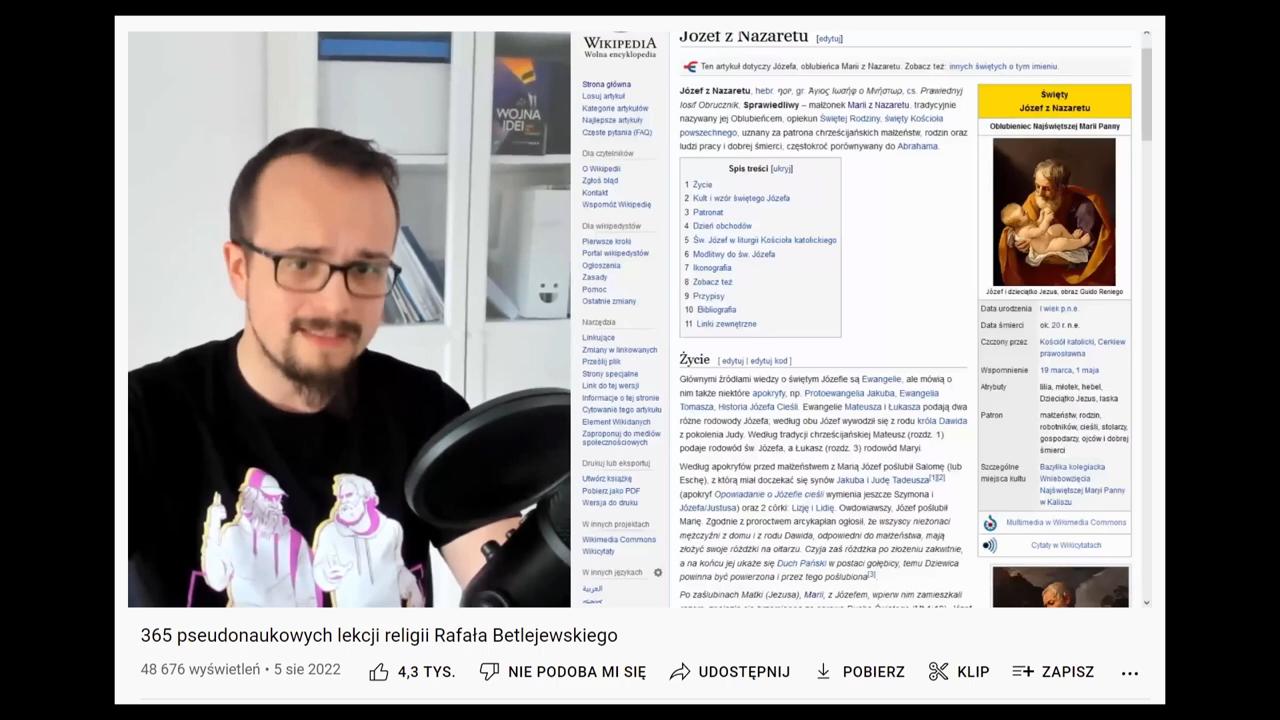 WOJNA
IDEI
WIKIPEDIA
Wolna encyklopedia
Strona główna
Losuj artykuł
Kategorie artykułów
Najlepsze artykuły
Częste pytania (FAQ)
Dla czytelników
O Wikipedii
Zgłoś błąd
Kontakt
Wspomóż Wikipedię
Dla wikipedystów
Pierwsze kroki
Portal wikipedystów
Ogłoszenia
Zasady
Pomoc
Ostatnie zmiany
Narzędzia
Linkujące
Zmiany w linkowanych
Prześlij plik
Strony specjalne
Link do tej wersji
Informacje o tej stronie
Cytowanie tego artykułu
Element Wikidanych
Zaproponuj do mediów
społecznościowych
Drukuj lub eksportuj
Utwórz książkę
Pobierz jako PDF
Wersja do druku
W innych projektach
Wikimedia Commons
Wikicytaty
W innych językach
العربية
Józef z Nazaretu [edytuj]
Ten artykuł dotyczy Józefa, oblubieńca Marii z Nazaretu. Zobacz też: innych świętych o tym imieniu.
Józef z Nazaretu, hebr. יוסף, gr. Άγιος Ιωσήφ ο Μνήστωρ, cs. Prawiednyj
Iosif Obrucznik, Sprawiedliwy – małżonek Marii z Nazaretu, tradycyjnie
nazywany jej Oblubieńcem, opiekun Świętej Rodziny, święty Kościoła
powszechnego, uznany za patrona chrześcijańskich małżeństw, rodzin oraz
ludzi pracy i dobrej śmierci, częstokroć porównywany do Abrahama.
Spis treści [ukryj]
1 Życie
2 Kult i wzór świętego Józefa
3 Patronat
4 Dzień obchodów
5 Św. Józef w liturgii Kościoła katolickiego
6 Modlitwy do św. Józefa
7 Ikonografia
8 Zobacz też
9 Przypisy
10 Bibliografia
11 Linki zewnętrzne
Życie [ edytuj | edytuj kod ]
Głównymi źródłami wiedzy o świętym Józefie są Ewangelie, ale mówią o
nim także niektóre apokryfy, np. Protoewangelia Jakuba, Ewangelia
Tomasza, Historia Józefa Cieśli. Ewangelie Mateusza i Łukasza podają dwa
różne rodowody Józefa, według obu Józef wywodził się z rodu króla Dawida
z pokolenia Judy. Według tradycji chrześcijańskiej Mateusz (rozdz. 1)
podaje rodowód św. Józefa, a Łukasz (rozdz. 3) rodowód Maryi.
Według apokryfów przed małżeństwem z Marią Józef poślubił Salomę (lub
Eschę), z którą miał doczekać się synów Jakuba i Judę Tadeusza[1][2]
(apokryf Opowiadanie o Józefie cieśli wymienia jeszcze Szymona i
Józefa/Justusa) oraz 2 córki: Lizję i Lidię. Owdowiawszy, Józef poślubił
Marię. Zgodnie z proroctwem arcykapłan ogłosił, że wszyscy nieżonaci
mężczyźni z domu i z rodu Dawida, odpowiedni do małżeństwa, mają
złożyć swoje różdżki na ołtarzu. Czyja zaś różdżka po złożeniu zakwitnie,
a na końcu jej ukaże się Duch Pański w postaci gołębicy, temu Dziewica
powinna być powierzona i przez tego poślubiona[3].
Po zaślubinach Matki (Jezusa), Marii, z Józefem, wpierw nim zamieszkali
Święty
Józef z Nazaretu
Oblubieniec Najświętszej Marii Panny
Józef i dzieciątko Jezus, obraz Guido Reniego
Data urodzenia I wiek p.n.e.
Data śmierci ok. 20 r. n.e.
Czczony przez Kościół katolicki, Cerkiew
prawosławna
Wspomnienie 19 marca, 1 maja
Atrybuty lilia, młotek, hebel,
Dzieciątko Jezus, laska
Patron małżeństw, rodzin,
robotników, cieśli, stolarzy,
gospodarzy, ojców i dobrej
śmierci
Szczególne miejsca kultu Bazylika kolegiacka
Wniebowzięcia
Najświętszej Maryi Panny
w Kaliszu
Multimedia w Wikimedia Commons
Cytaty w Wikicytatach
365 pseudonaukowych lekcji religii Rafała Betlejewskiego
48 676 wyświetleń • 5 sie 2022 4,3 TYS. NIE PODOBA MI SIĘ UDOSTĘPNIJ POBIERZ KLIP ZAPISZ